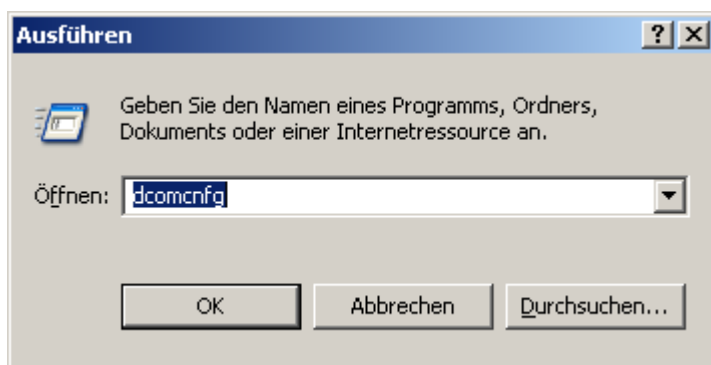 Ausführen
Geben Sie den Namen eines Programms, Ordners,
Dokuments oder einer Internetressource an.
Öffnen: dcomcnfg
OK Abbrechen Durchsuchen...